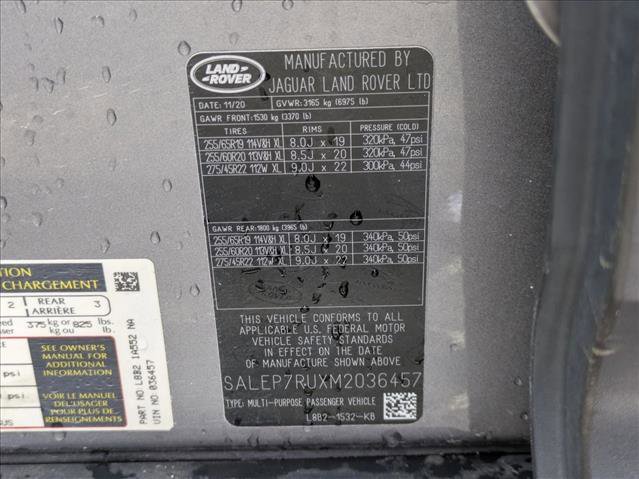 LAND ROVER
MANUFACTURED BY
JAGUAR LAND ROVER LTD
DATE: 11/20 GVWR: 3165 kg (6975 lb)
GAWR FRONT: 1530 kg (3370 lb)
TIRES RIMS PRESSURE (COLD)
255/65R19 114V&H XL 8.0J x 19 320kPa, 47psi
255/60R20 113V&H XL 8.5J x 20 320kPa, 47psi
275/45R22 112W XL 9.0J x 22 300kPa, 44psi
GAWR REAR: 1800 kg (3965 lb)
255/65R19 114V&H XL 8.0J x 19 340kPa, 50psi
255/60R20 113V&H XL 8.5J x 20 340kPa, 50psi
275/45R22 112W XL 9.0J x 22 340kPa, 50psi
LAND ROVER
THIS VEHICLE CONFORMS TO ALL
APPLICABLE U.S. FEDERAL MOTOR
VEHICLE SAFETY STANDARDS
IN EFFECT ON THE DATE OF
MANUFACTURE SHOWN ABOVE
SALEP7RUXM2036457
TYPE: MULTI-PURPOSE PASSENGER VEHICLE
L8B2-1532-KB
CHARGEMENT
2 REAR 3
ARRIÈRE
375 kg or 825 lbs.
kg ou lb.
SEE OWNER'S
MANUAL FOR
ADDITIONAL
INFORMATION
VOIR LE MANUEL
DE L'USAGER
POUR PLUS DE
RENSEIGNEMENTS
PART NO L8B2 1A552 NA
VIN NO. 036457